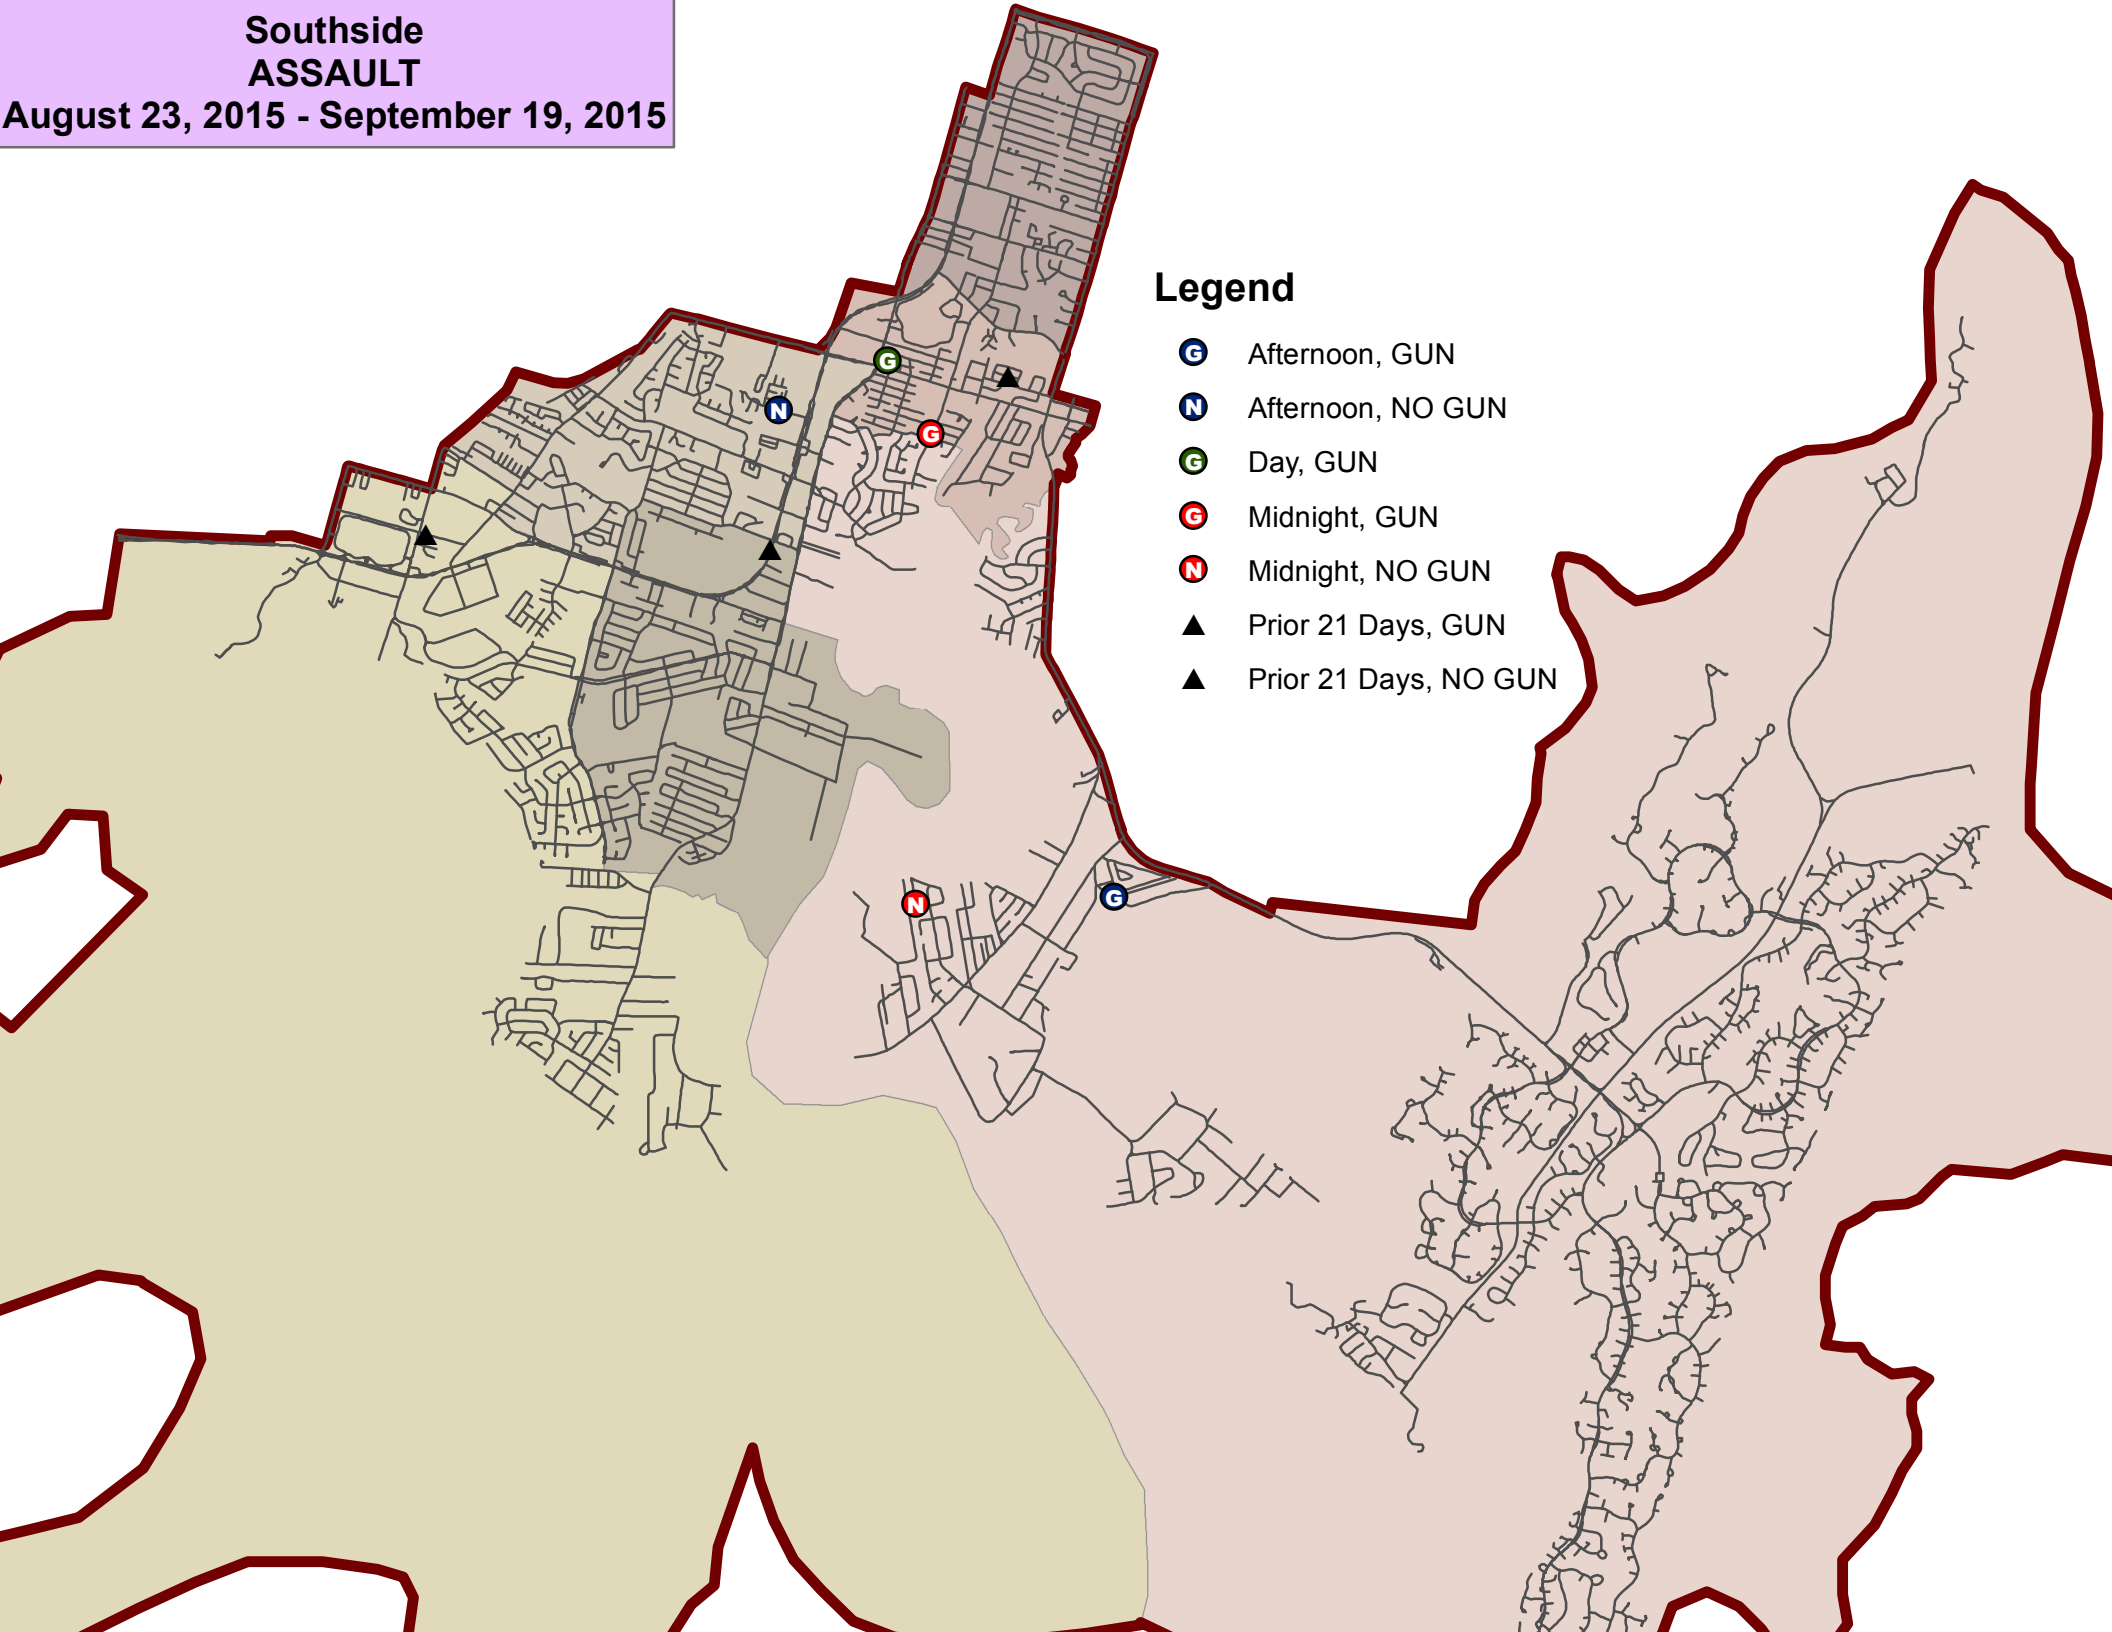 Southside
ASSAULT
August 23, 2015 - September 19, 2015
Legend
G Afternoon, GUN
N Afternoon, NO GUN
G Day, GUN
G Midnight, GUN
N Midnight, NO GUN
Prior 21 Days, GUN
Prior 21 Days, NO GUN
G
N
G
N
G